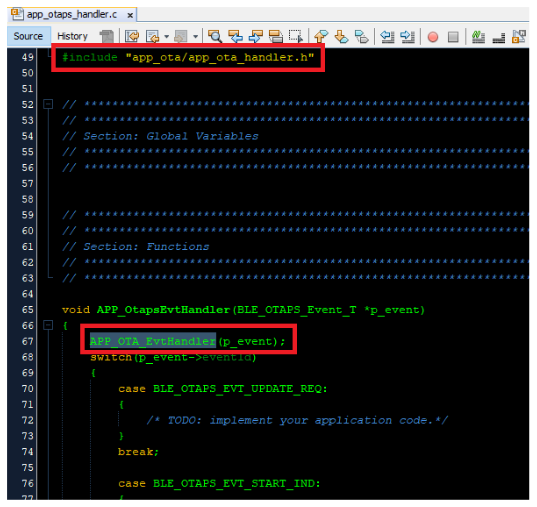 app_otaps_handler.c x
Source History
49 #include "app_ota/app_ota_handler.h"
50
51
52 // *****************************************************************
53 // *****************************************************************
54 // Section: Global Variables
55 // *****************************************************************
56 // *****************************************************************
57
58
59 // *****************************************************************
60 // *****************************************************************
61 // Section: Functions
62 // *****************************************************************
63 // *****************************************************************
64
65 void APP_OtapsEvtHandler(BLE_OTAPS_Event_T *p_event)
66 {
67 APP_OTA_EvtHandler(p_event);
68 switch(p_event->eventId)
69 {
70 case BLE_OTAPS_EVT_UPDATE_REQ:
71 {
72 /* TODO: implement your application code.*/
73 }
74 break;
75
76 case BLE_OTAPS_EVT_START_IND:
77 {